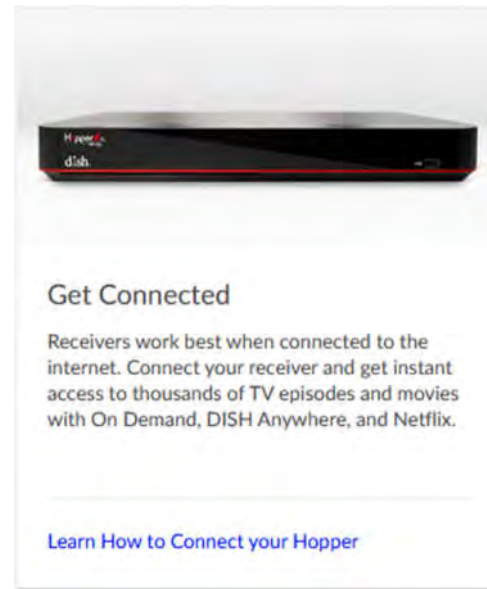 Hopper
dish
Get Connected
Receivers work best when connected to the
internet. Connect your receiver and get instant
access to thousands of TV episodes and movies
with On Demand, DISH Anywhere, and Netflix.
Learn How to Connect your Hopper